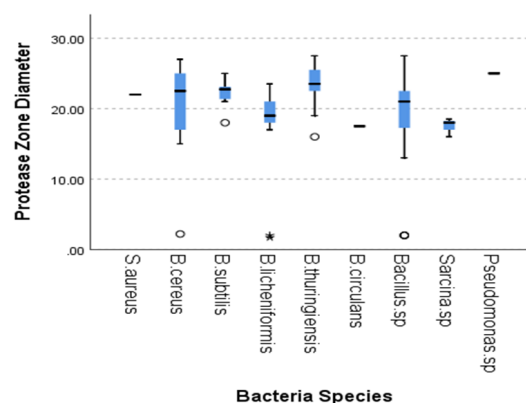 Protease Zone Diameter
30.00
20.00
10.00
.00
S.aureus
B.cereus
B.subtilis
B.licheniformis
B.thuringiensis
B.circulans
Bacillus.sp
Sarcina.sp
Pseudomonas.sp
Bacteria Species